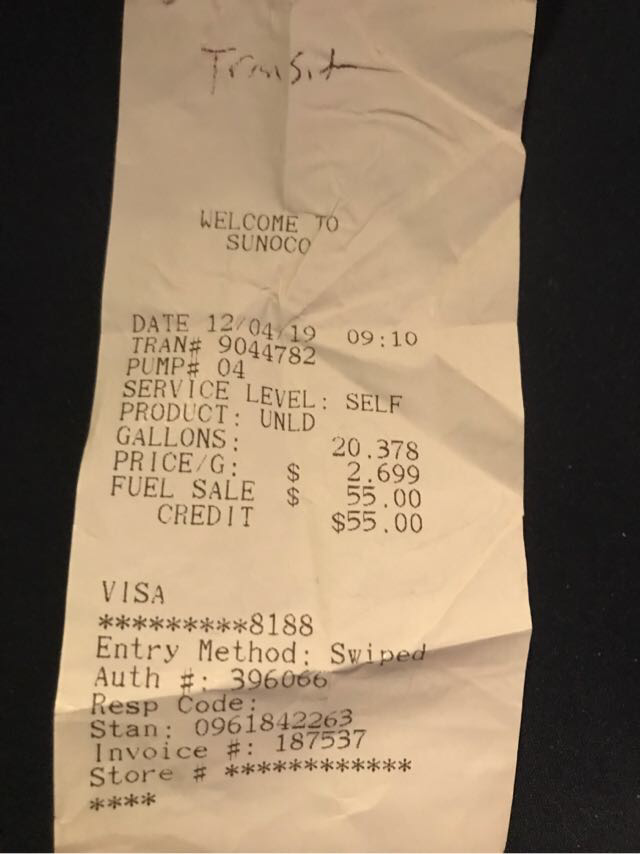 Transit
WELCOME TO
SUNOCO
DATE 12/04/19 09:10
TRAN# 9044782
PUMP# 04
SERVICE LEVEL: SELF
PRODUCT: UNLD
GALLONS: 20.378
PRICE/G: $ 2.699
FUEL SALE $ 55.00
CREDIT $55.00
VISA
*********8188
Entry Method: Swiped
Auth #: 396066
Resp Code:
Stan: 0961842263
Invoice #: 187537
Store # ************
****